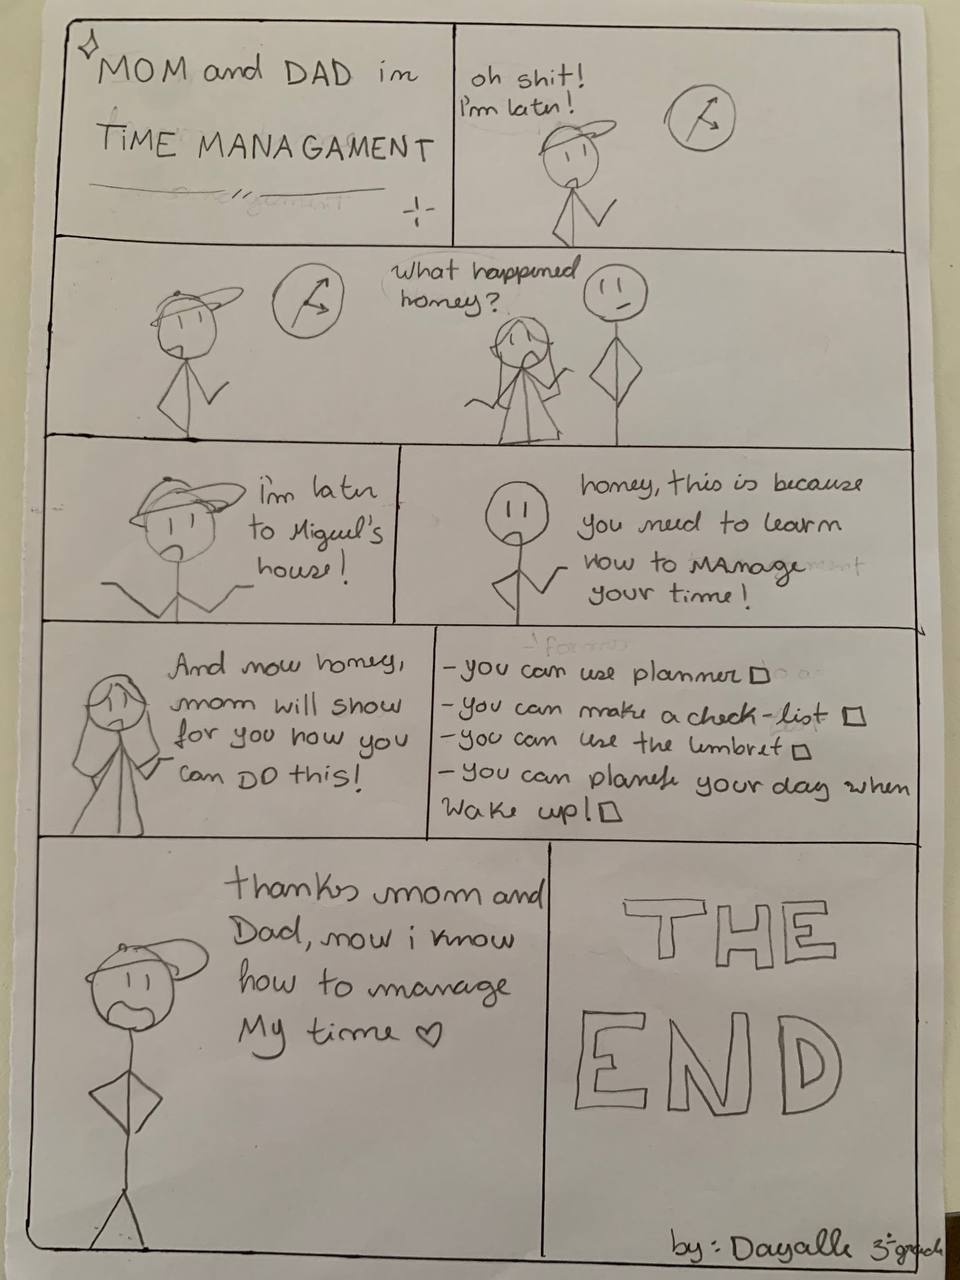 MOM and DAD in
TiME MANAGAMENT
oh shit!
I'm later!
What happened
honey?
i'm later
to Miguel's
house!
honey, this is because
you need to learn
how to MAnage
your time!
And now honey,
mom will show
for you how you
can DO this!
- you can use planner
- you can make a check-list
- you can use the
- you can your day when
wake up!
thanks mom and
Dad, now i know
how to manage
My time ♡
THE
END
by: Dayalle 3º grade